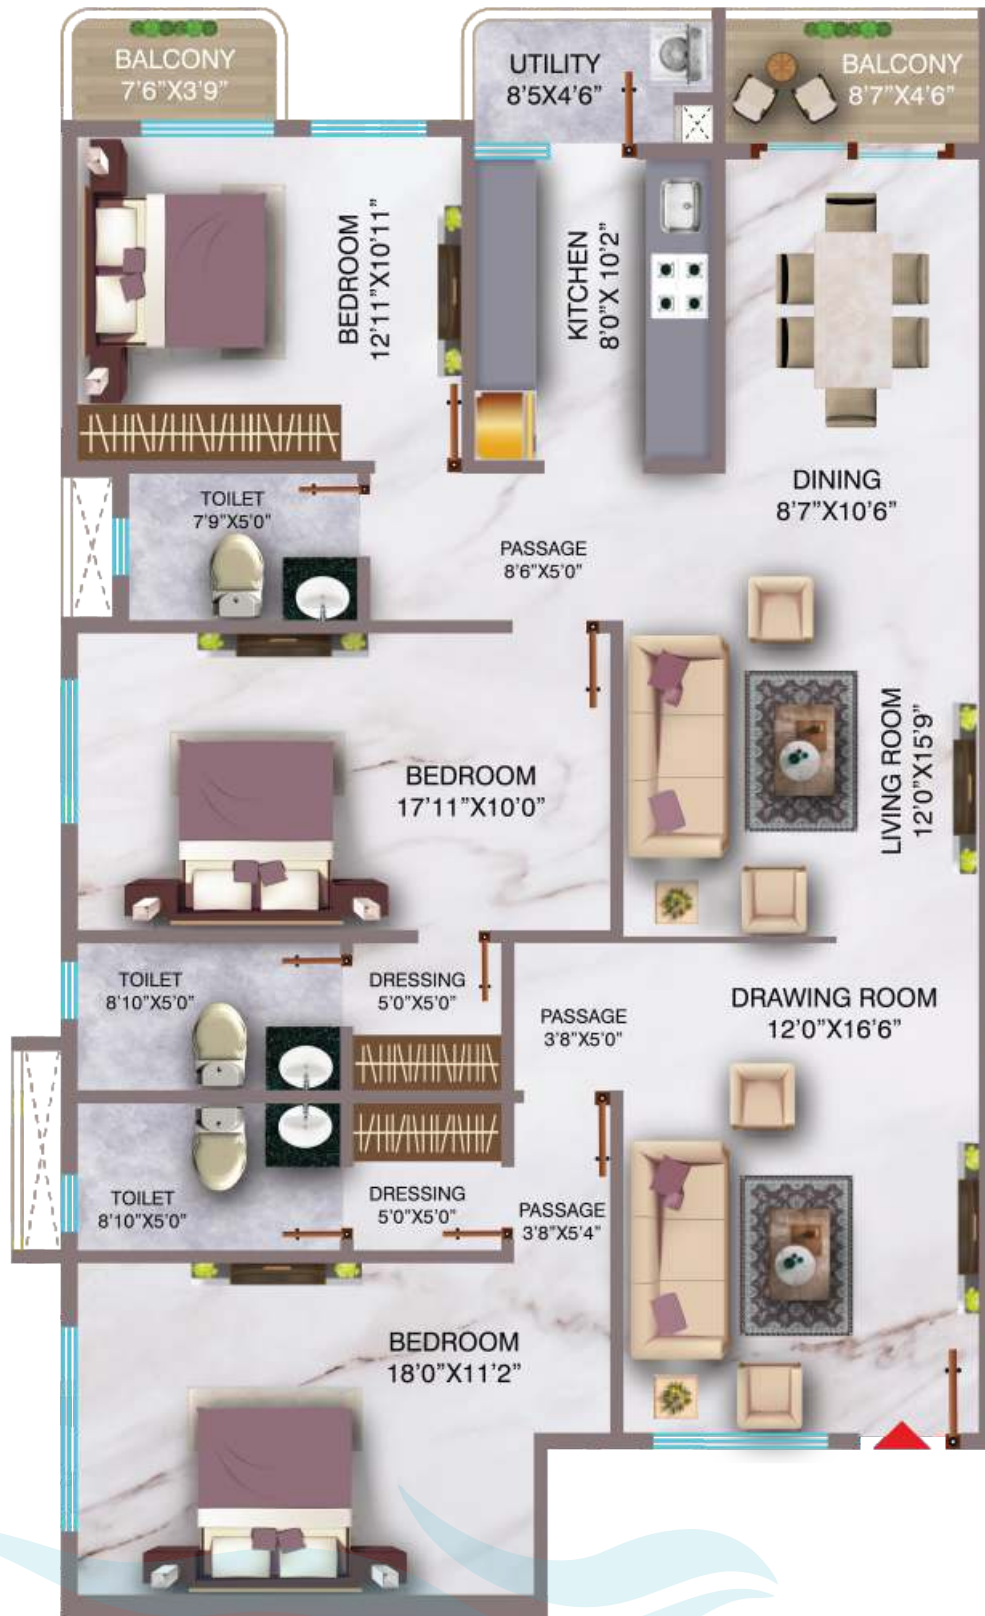 BALCONY
7'6"X3'9"
UTILITY
8'5X4'6"
BALCONY
8'7"X4'6"
BEDROOM
12'11"X10'11"
KITCHEN
8'0"X 10'2"
DINING
8'7"X10'6"
TOILET
7'9"X5'0"
PASSAGE
8'6"X5'0"
BEDROOM
17'11"X10'0"
LIVING ROOM
12'0"X15'9"
TOILET
8'10"X5'0"
DRESSING
5'0"X5'0"
PASSAGE
3'8"X5'0"
DRAWING ROOM
12'0"X16'6"
TOILET
8'10"X5'0"
DRESSING
5'0"X5'0"
PASSAGE
3'8"X5'4"
BEDROOM
18'0"X11'2"